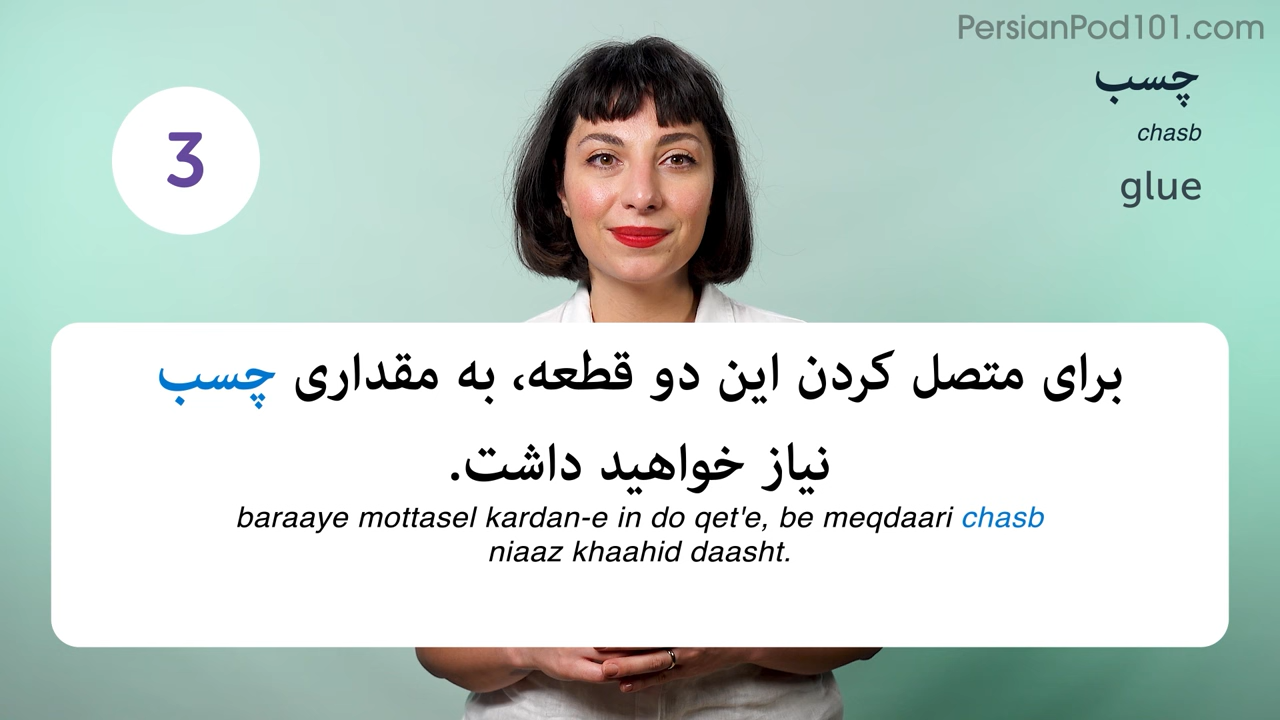 PersianPod101.com
3
چسب
chasb
glue
برای متصل کردن این دو قطعه، به مقداری چسب
نیاز خواهید داشت.
baraaye mottasel kardan-e in do qet'e, be meqdaari chasb
niaaz khaahid daasht.